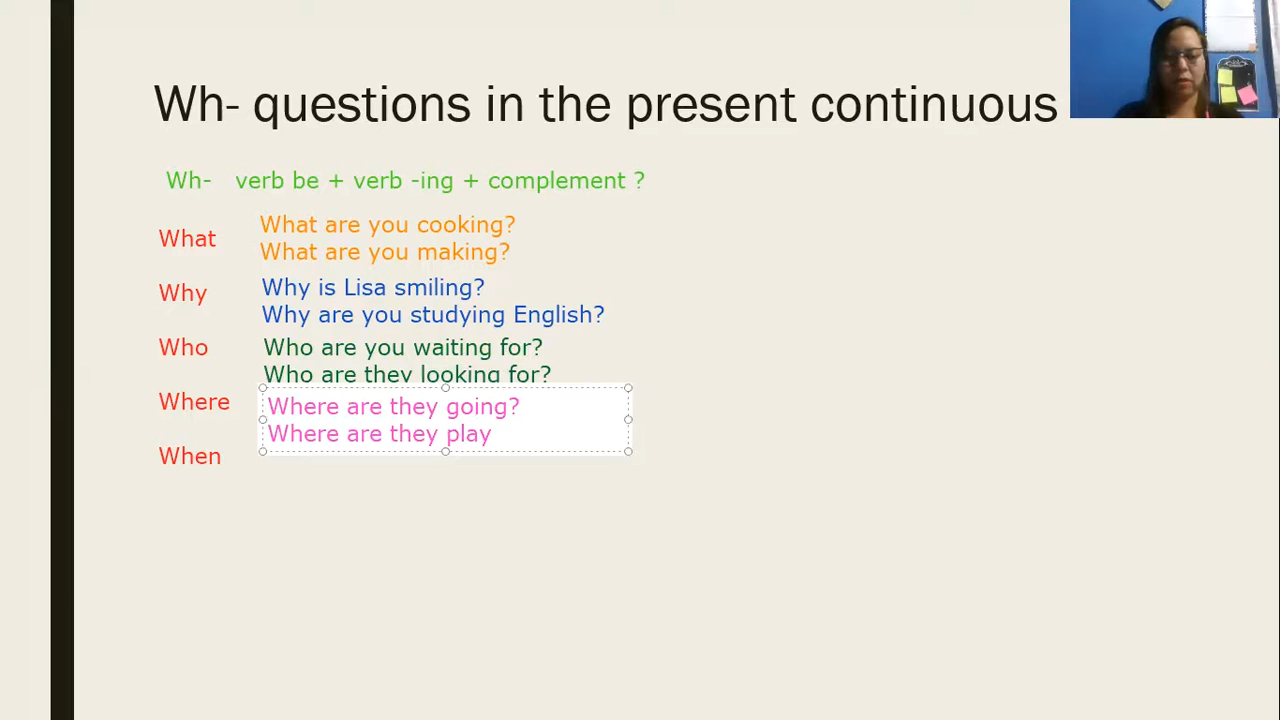 Wh- questions in the present continuous
Wh- verb be + verb -ing + complement ?
What
What are you cooking?
What are you making?
Why
Why is Lisa smiling?
Why are you studying English?
Who
Who are you waiting for?
Who are they looking for?
Where
Where are they going?
Where are they play
When